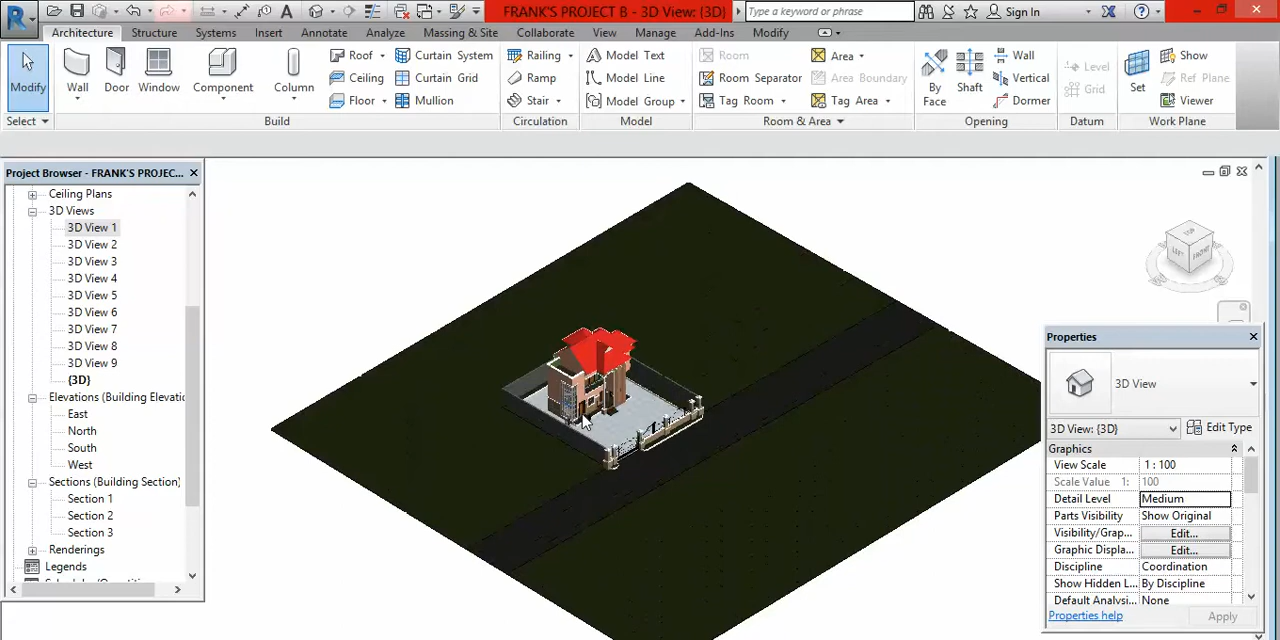 FRANK'S PROJECT B - 3D View: {3D}
Type a keyword or phrase
Sign In
Architecture Structure Systems Insert Annotate Analyze Massing & Site Collaborate View Manage Add-Ins Modify
Modify
Wall
Door
Window
Component
Column
Roof
Ceiling
Floor
Curtain System
Curtain Grid
Mullion
Railing
Ramp
Stair
Model Text
Model Line
Model Group
Room
Room Separator
Tag Room
Area
Area Boundary
Tag Area
By
Face
Shaft
Wall
Vertical
Dormer
Level
Grid
Set
Show
Ref Plane
Viewer
Select
Build
Circulation
Model
Room & Area
Opening
Datum
Work Plane
Project Browser - FRANK'S PROJEC...
Ceiling Plans
3D Views
3D View 1
3D View 2
3D View 3
3D View 4
3D View 5
3D View 6
3D View 7
3D View 8
3D View 9
{3D}
Elevations (Building Elevatio
East
North
South
West
Sections (Building Section)
Section 1
Section 2
Section 3
Renderings
Legends
TOP
LEFT
FRONT
Properties
3D View
3D View: {3D}
Edit Type
Graphics
View Scale 1 : 100
Scale Value 1: 100
Detail Level Medium
Parts Visibility Show Original
Visibility/Grap... Edit...
Graphic Displa... Edit...
Discipline Coordination
Show Hidden L... By Discipline
Default Analysi... None
Properties help
Apply